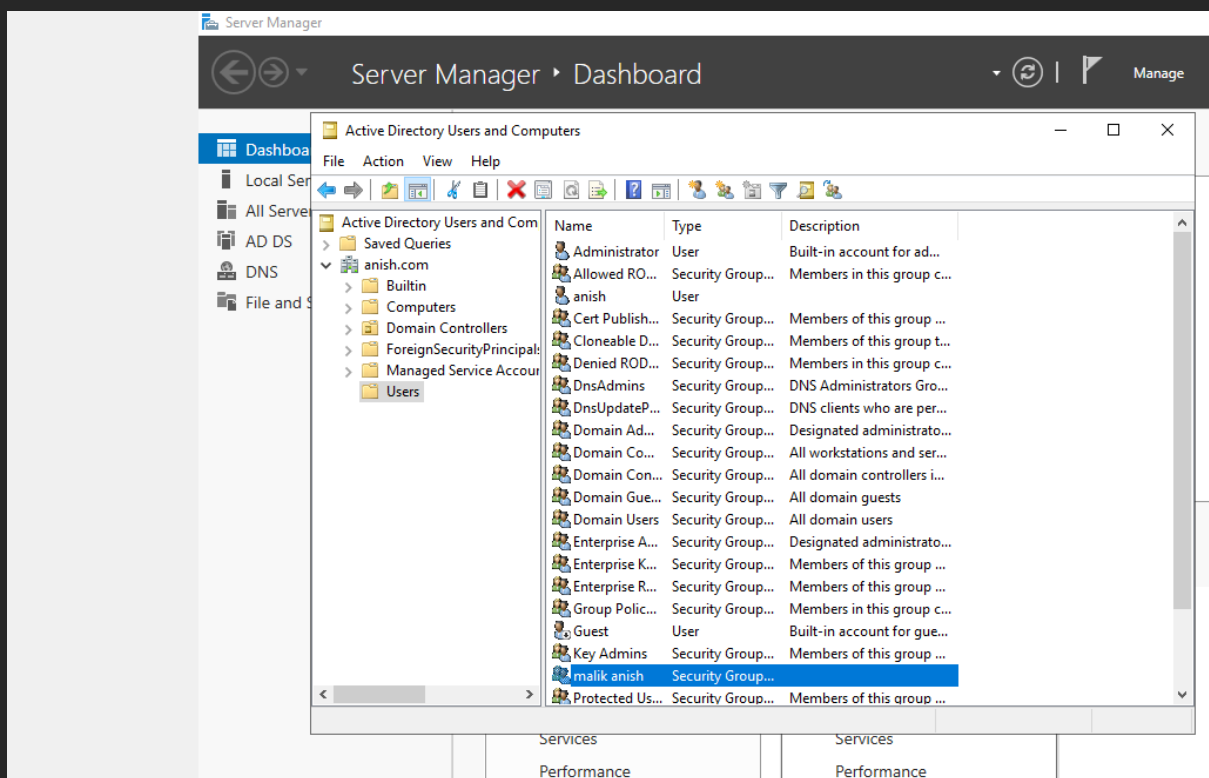 Server Manager
Server Manager ‣ Dashboard
Manage
Dashboa
Local Ser
All Server
AD DS
DNS
File and S
Active Directory Users and Computers
File Action View Help
Active Directory Users and Com
Saved Queries
anish.com
Builtin
Computers
Domain Controllers
ForeignSecurityPrincipals
Managed Service Accour
Users
Name Type Description
Administrator User Built-in account for ad...
Allowed RO... Security Group... Members in this group c...
anish User
Cert Publish... Security Group... Members of this group ...
Cloneable D... Security Group... Members of this group t...
Denied ROD... Security Group... Members in this group c...
DnsAdmins Security Group... DNS Administrators Gro...
DnsUpdateP... Security Group... DNS clients who are per...
Domain Ad... Security Group... Designated administrato...
Domain Co... Security Group... All workstations and ser...
Domain Con... Security Group... All domain controllers i...
Domain Gue... Security Group... All domain guests
Domain Users Security Group... All domain users
Enterprise A... Security Group... Designated administrato...
Enterprise K... Security Group... Members of this group ...
Enterprise R... Security Group... Members of this group ...
Group Polic... Security Group... Members in this group c...
Guest User Built-in account for gue...
Key Admins Security Group... Members of this group ...
malik anish Security Group...
Protected Us... Security Group... Members of this group ...
Services Services
Performance Performance